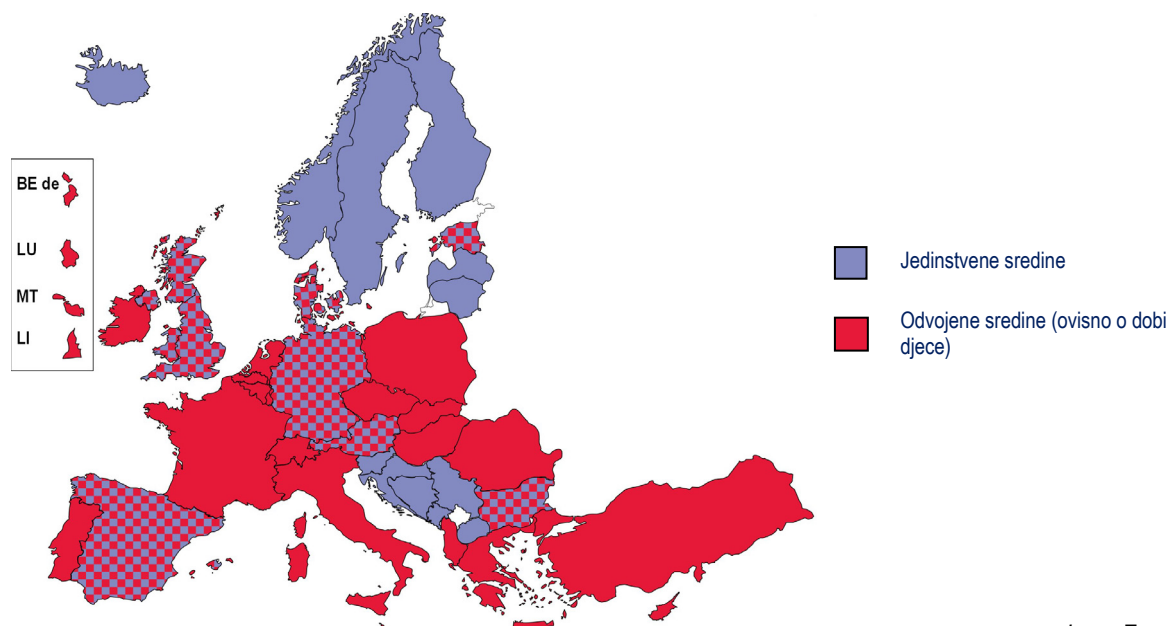 BE de
LU
MT
LI
Jedinstvene sredine
Odvojene sredine (ovisno o dobi
djece)